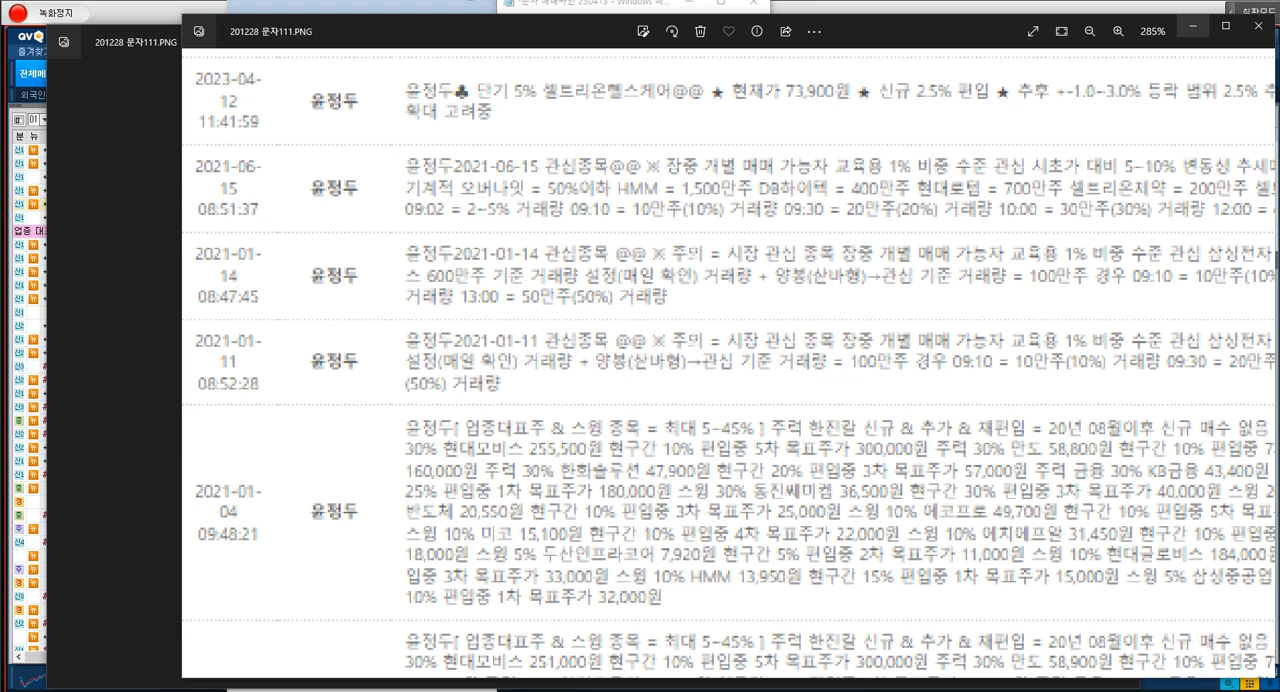 녹화정지
문자 매매확인 230413 - Windows 메...
QV
즐겨찾
전체메
외국인
01
분 뉴
업종 대
201228 문자111.PNG
201228 문자111.PNG
285%
2023-04-12 11:41:59
윤정두
윤정두♣ 단기 5% 셀트리온헬스케어@@ ★ 현재가 73,900원 ★ 신규 2.5% 편입 ★ 추후 +-1.0~3.0% 등락 범위 2.5% 추
확대 고려중
2021-06-15 08:51:37
윤정두
윤정두2021-06-15 관심종목@@ ※ 장중 개별 매매 가능자 교육용 1% 비중 수준 관심 시초가 대비 5~10% 변동성 추세매
기계적 오버나잇 = 50%이하 HMM = 1,500만주 DB하이텍 = 400만주 현대로템 = 700만주 셀트리온제약 = 200만주 셀트
09:02 = 2~5% 거래량 09:10 = 10만주(10%) 거래량 09:30 = 20만주(20%) 거래량 10:00 = 30만주(30%) 거래량 12:00 =
2021-01-14 08:47:45
윤정두
윤정두2021-01-14 관심종목 @@ ※ 주의 = 시장 관심 종목 장중 개별 매매 가능자 교육용 1% 비중 수준 관심 삼성전자
스 600만주 기준 거래량 설정(매일 확인) 거래량 + 양봉(산바형)→관심 기준 거래량 = 100만주 경우 09:10 = 10만주(10%
거래량 13:00 = 50만주(50%) 거래량
2021-01-11 08:52:28
윤정두
윤정두2021-01-11 관심종목 @@ ※ 주의 = 시장 관심 종목 장중 개별 매매 가능자 교육용 1% 비중 수준 관심 삼성전자
설정(매일 확인) 거래량 + 양봉(산바형)→관심 기준 거래량 = 100만주 경우 09:10 = 10만주(10%) 거래량 09:30 = 20만주
(50%) 거래량
2021-01-04 09:48:21
윤정두
윤정두[ 업종대표주 & 스윙 종목 = 최대 5~45% ] 주력 한진칼 신규 & 추가 & 재편입 = 20년 08월이후 신규 매수 없음
30% 현대모비스 255,500원 현구간 10% 편입중 5차 목표주가 300,000원 주력 30% 만도 58,800원 현구간 10% 편입중 7
160,000원 주력 30% 한화솔루션 47,900원 현구간 20% 편입중 3차 목표주가 57,000원 주력 금융 30% KB금융 43,400원
25% 편입중 1차 목표주가 180,000원 스윙 30% 동진쎄미켐 36,500원 현구간 30% 편입중 3차 목표주가 40,000원 스윙 2
반도체 20,550원 현구간 10% 편입중 3차 목표주가 25,000원 스윙 10% 에코프로 49,700원 현구간 10% 편입중 5차 목표
스윙 10% 미코 15,100원 현구간 10% 편입중 4차 목표주가 22,000원 스윙 10% 에치에프알 31,450원 현구간 10% 편입중
18,000원 스윙 5% 두산인프라코어 7,920원 현구간 5% 편입중 2차 목표주가 11,000원 스윙 10% 현대글로비스 184,000원
입중 3차 목표주가 33,000원 스윙 10% HMM 13,950원 현구간 15% 편입중 1차 목표주가 15,000원 스윙 5% 삼성중공업
10% 편입중 1차 목표주가 32,000원
윤정두[ 업종대표주 & 스윙 종목 = 최대 5~45% ] 주력 한진칼 신규 & 추가 & 재편입 = 20년 08월이후 신규 매수 없음
30% 현대모비스 251,000원 현구간 10% 편입중 5차 목표주가 300,000원 주력 30% 만도 58,900원 현구간 10% 편입중 7